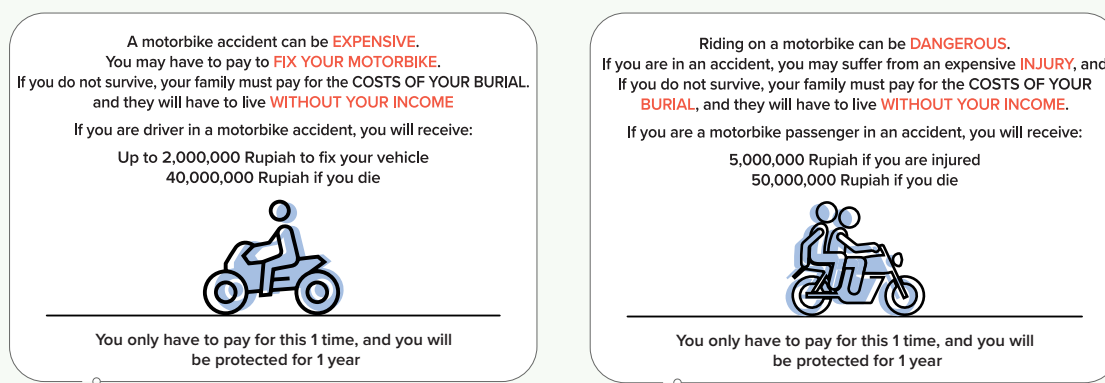 A motorbike accident can be EXPENSIVE.
You may have to pay to FIX YOUR MOTORBIKE.
If you do not survive, your family must pay for the COSTS OF YOUR BURIAL.
and they will have to live WITHOUT YOUR INCOME
If you are driver in a motorbike accident, you will receive:
Up to 2,000,000 Rupiah to fix your vehicle
40,000,000 Rupiah if you die
You only have to pay for this 1 time, and you will
be protected for 1 year
Riding on a motorbike can be DANGEROUS.
If you are in an accident, you may suffer from an expensive INJURY, and
If you do not survive, your family must pay for the COSTS OF YOUR
BURIAL, and they will have to live WITHOUT YOUR INCOME.
If you are a motorbike passenger in an accident, you will receive:
5,000,000 Rupiah if you are injured
50,000,000 Rupiah if you die
You only have to pay for this 1 time, and you will
be protected for 1 year